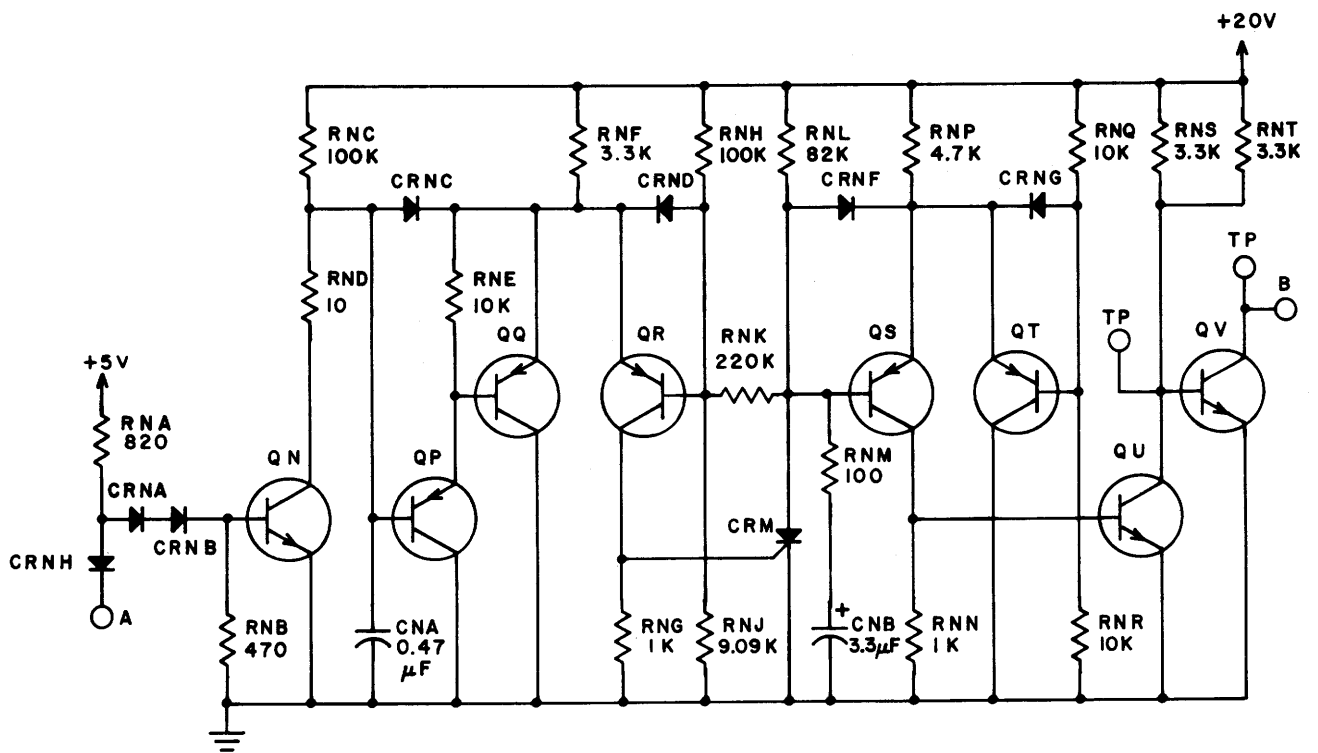 +20V
RNC
100K
RNF
3.3K
RNH
100K
RNL
82K
RNP
4.7K
RNQ
10K
RNS
3.3K
RNT
3.3K
CRNC
CRND
CRNF
CRNG
RND
10
RNE
10K
TP
B
QQ
QR
RNK
220K
QS
QT
TP
QV
+5V
RNA
820
QN
QP
RNM
100
QU
CRNA
CRNB
CRNH
CRM
A
RNB
470
CNA
0.47
μF
RNG
1K
RNJ
9.09K
+
CNB
3.3μF
RNN
1K
RNR
10K